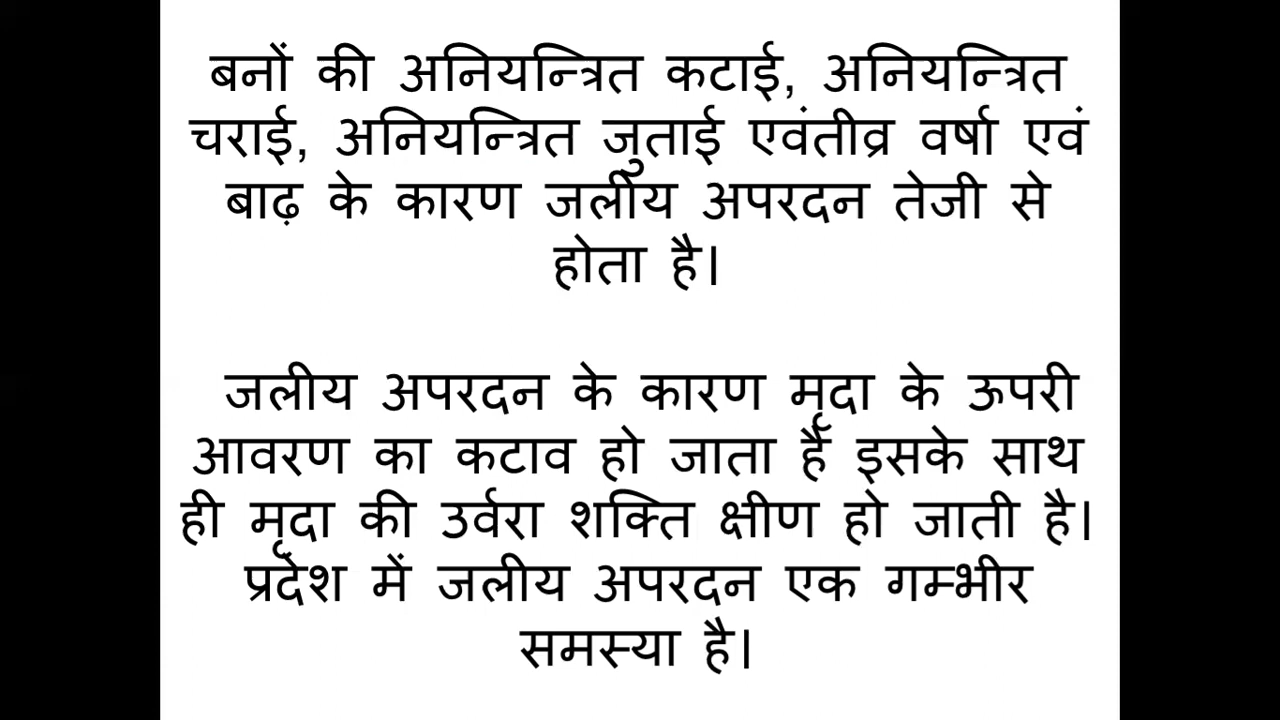 बनों की अनियन्त्रित कटाई, अनियन्त्रित
चराई, अनियन्त्रित जुताई एवंतीव्र वर्षा एवं
बाढ़ के कारण जलीय अपरदन तेजी से
होता है।
जलीय अपरदन के कारण मृदा के ऊपरी
आवरण का कटाव हो जाता है इसके साथ
ही मृदा की उर्वरा शक्ति क्षीण हो जाती है।
प्रदेश में जलीय अपरदन एक गम्भीर
समस्या है।